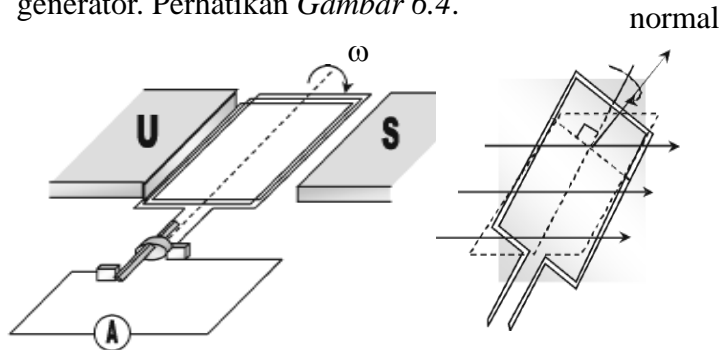 generator. Perhatikan Gambar 6.4.
normal
ω
U
S
A